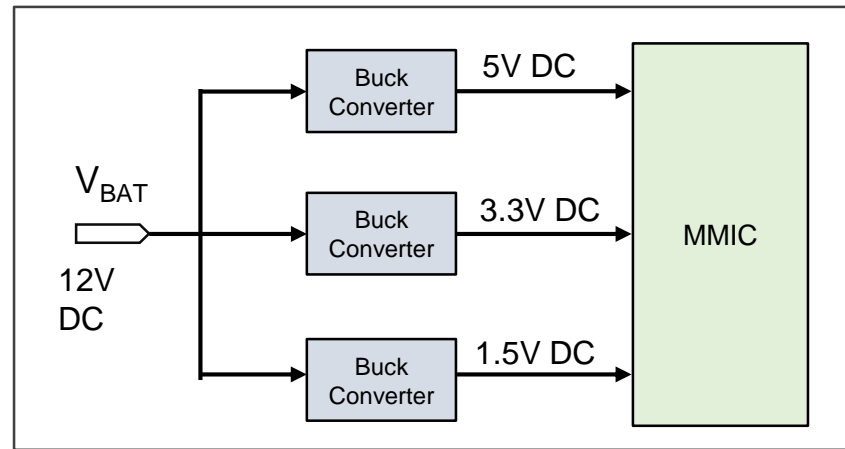 Buck
Converter
5V DC
V_BAT
12V
DC
Buck
Converter
3.3V DC
MMIC
Buck
Converter
1.5V DC